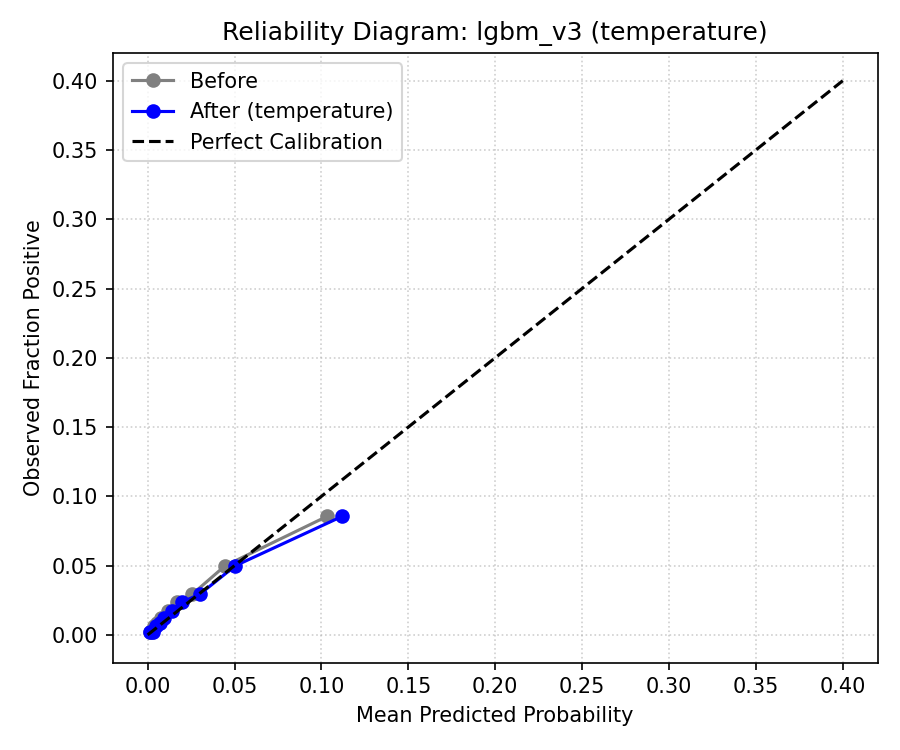 Reliability Diagram: lgbm_v3 (temperature)
Before
After (temperature)
Perfect Calibration
Observed Fraction Positive
0.40
0.35
0.30
0.25
0.20
0.15
0.10
0.05
0.00
0.00 0.05 0.10 0.15 0.20 0.25 0.30 0.35 0.40
Mean Predicted Probability